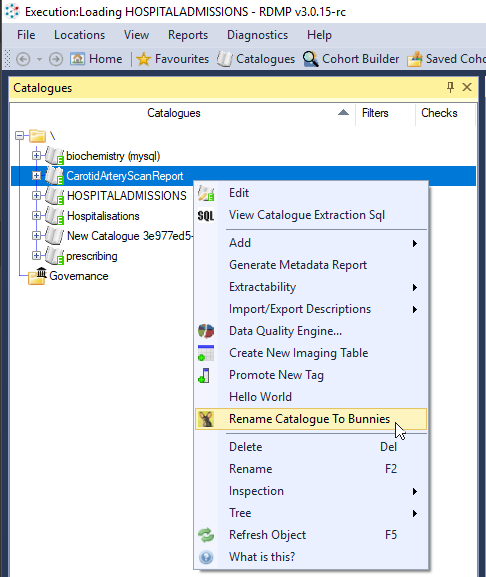 Execution:Loading HOSPITALADMISSIONS - RDMP v3.0.15-rc
File Locations View Reports Diagnostics Help
Home Favourites Catalogues Cohort Builder Saved Coho
Catalogues
Catalogues Filters Checks
\
biochemistry (mysql)
CarotidArteryScanReport
HOSPITALADMISSIONS
Hospitalisations
New Catalogue 3e977ed5-
prescribing
Governance
Edit
SQL View Catalogue Extraction Sql
Add
Generate Metadata Report
Extractability
Import/Export Descriptions
Data Quality Engine...
Create New Imaging Table
Promote New Tag
Hello World
Rename Catalogue To Bunnies
Delete Del
Rename F2
Inspection
Tree
Refresh Object F5
What is this?